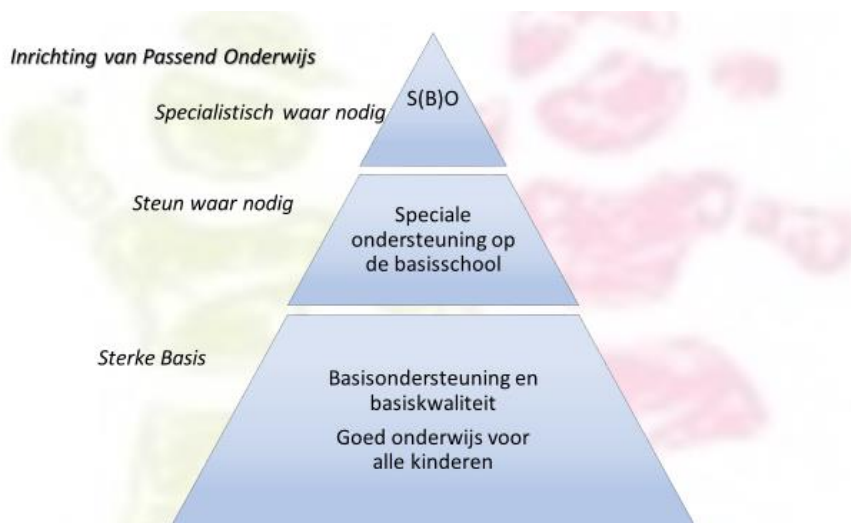 Inrichting van Passend Onderwijs
S(B)O
Specialistisch waar nodig
Steun waar nodig
Speciale
ondersteuning op
de basisschool
Sterke Basis
Basisondersteuning en
basiskwaliteit
Goed onderwijs voor
alle kinderen